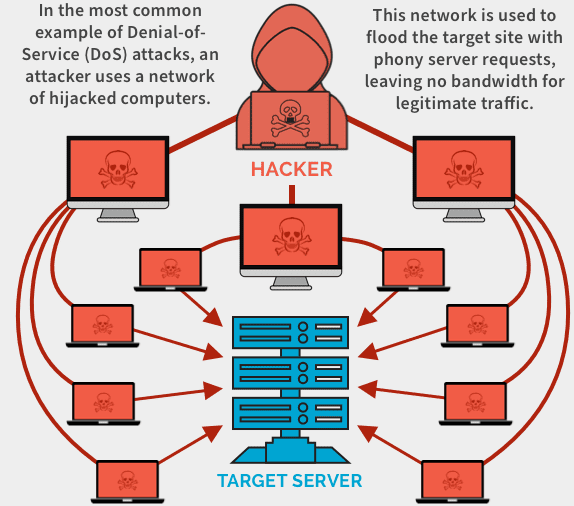 In the most common
example of Denial-of-
Service (DoS) attacks, an
attacker uses a network
of hijacked computers.
This network is used to
flood the target site with
phony server requests,
leaving no bandwidth for
legitimate traffic.
HACKER
TARGET SERVER